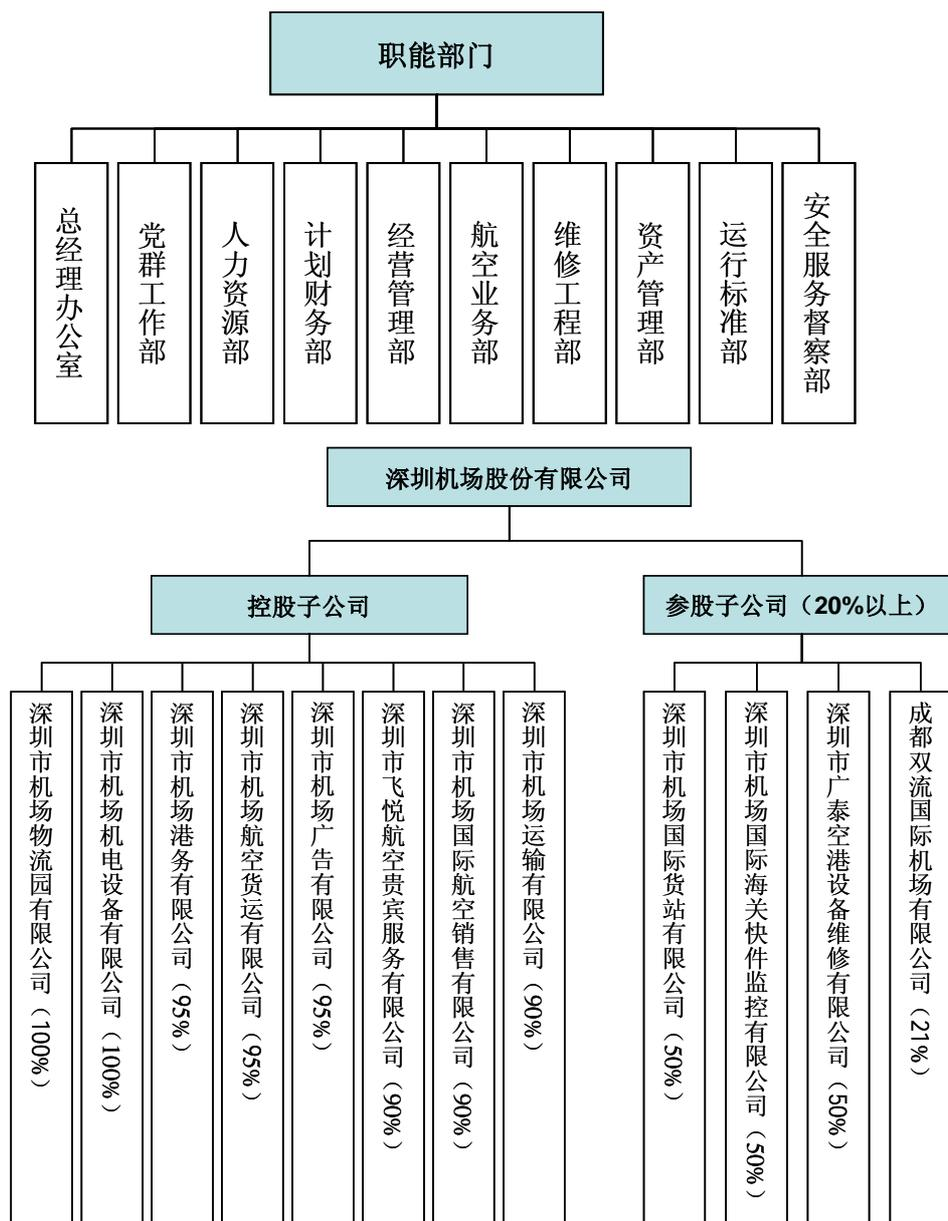 职能部门
总经理办公室
党群工作部
人力资源部
计划财务部
经营管理部
航空业务部
维修工程部
资产管理部
运行标准部
安全服务督察部
深圳机场股份有限公司
控股子公司
参股子公司（20%以上）
深圳市机场物流园有限公司（100%）
深圳市机场机电设备有限公司（100%）
深圳市机场港务有限公司（95%）
深圳市机场航空货运有限公司（95%）
深圳市机场广告有限公司（95%）
深圳市飞悦航空贵宾服务有限公司（90%）
深圳市机场国际航空销售有限公司（90%）
深圳市机场运输有限公司（90%）
深圳市机场国际货站有限公司（50%）
深圳市机场国际海关快件监控有限公司（50%）
深圳市广泰空港设备维修有限公司（50%）
成都双流国际机场有限公司（21%）